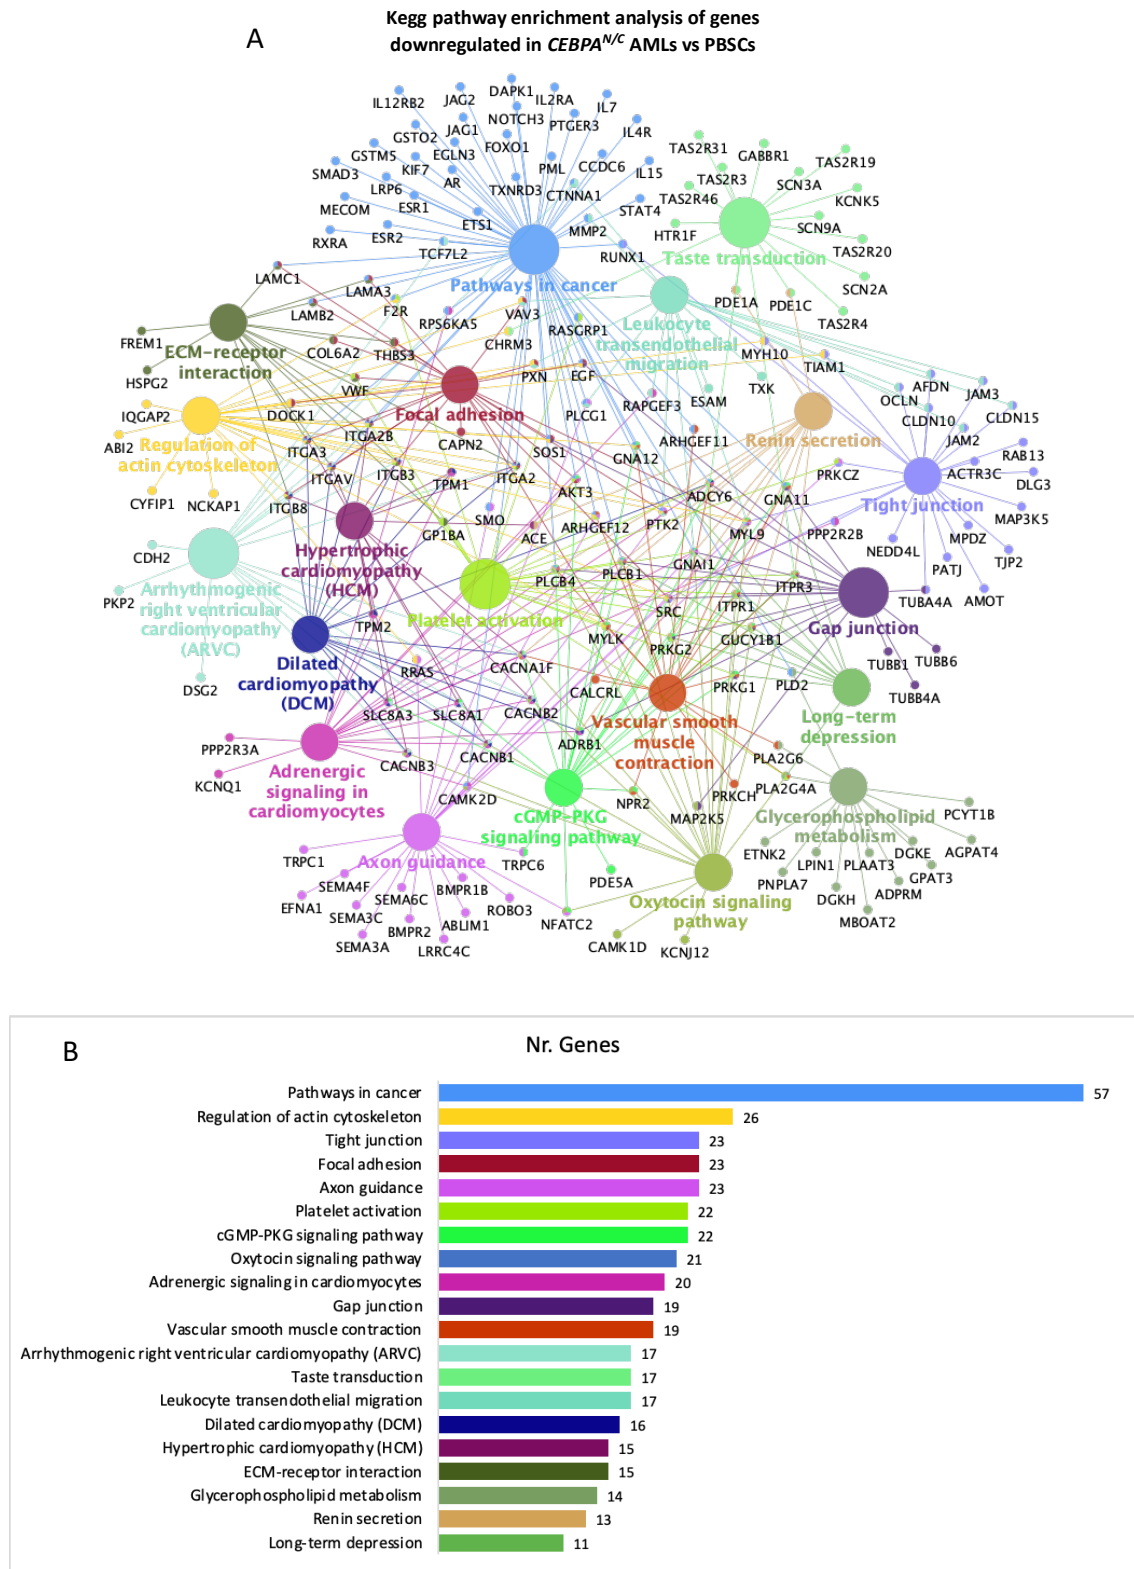 Kegg pathway enrichment analysis of genes
A
downregulated in CEBPA^N/C AMLs vs PBSCs
DAPK1
IL12RB2
JAG2
IL2RA
IL7
NOTCH3
PTGER3
GSTO2
JAG1
IL4R
FOXO1
GSTM5
EGLN3
TAS2R31
GABBR1
TAS2R19
SMAD3
KIF7
PML
CCDC6
IL15
AR
TAS2R3
SCN3A
LRP6
TXNRD3
CTNNA1
TAS2R46
KCNK5
MECOM
ESR1
STAT4
ETS1
MMP2
SCN9A
RXRA
ESR2
HTR1F
TCF7L2
RUNX1
Taste transduction
TAS2R20
LAMC1
Pathways in cancer
SCN2A
LAMA3
F2R
PDE1A
PDE1C
LAMB2
RPS6KA5
VAV3
RASGRP1
Leukocyte
transendothelial
migration
TAS2R4
FREM1
ECM-receptor
interaction
COL6A2
THBS3
CHRM3
MYH10
TIAM1
HSPG2
VWF
PXN
EGF
TXK
AFDN
JAM3
IQGAP2
DOCK1
Focal adhesion
PLCG1
RAPGEF3
ESAM
OCLN
CLDN10
CLDN15
ABI2
Regulation of
actin cytoskeleton
ITGA3
ITGA2B
CAPN2
SOS1
GNA12
ARHGEF11
Renin secretion
JAM2
RAB13
ITGAV
ITGB3
TPM1
ITGA2
AKT3
PRKCZ
ACTR3C
DLG3
CYFIP1
NCKAP1
ITGB8
SMO
ADCY6
GNA11
Tight junction
MAP3K5
GP1BA
ACE
ARHGEF12
PTK2
MYL9
PPP2R2B
MPDZ
CDH2
Hypertrophic
cardiomyopathy
(HCM)
NEDD4L
TJP2
PLCB4
PLCB1
GNAI1
ITPR3
PATJ
PKP2
Arrhythmogenic
right ventricular
cardiomyopathy
(ARVC)
TPM2
Platelet activation
SRC
ITPR1
TUBA4A
AMOT
MYLK
PRKG2
GUCY1B1
Gap junction
DSG2
Dilated
cardiomyopathy
(DCM)
RRAS
CACNA1F
CALCRL
PRKG1
PLD2
TUBB1
TUBB6
TUBB4A
SLC8A3
SLC8A1
CACNB2
Vascular smooth
muscle
contraction
Long-term
depression
PPP2R3A
ADRB1
KCNQ1
Adrenergic
signaling in
cardiomyocytes
CACNB3
CACNB1
PLA2G6
CAMK2D
NPR2
PRKCH
PLA2G4A
cGMP-PKG
signaling pathway
MAP2K5
Glycerophospholipid
metabolism
PCYT1B
TRPC1
Axon guidance
TRPC6
ETNK2
LPIN1
PLAAT3
DGKE
AGPAT4
SEMA4F
SEMA6C
BMPR1B
PDE5A
PNPLA7
GPAT3
EFNA1
SEMA3C
ROBO3
Oxytocin signaling
pathway
DGKH
ADPRM
BMPR2
ABLIM1
NFATC2
MBOAT2
SEMA3A
LRRC4C
CAMK1D
KCNJ12
B
Nr. Genes
Pathways in cancer 57
Regulation of actin cytoskeleton 26
Tight junction 23
Focal adhesion 23
Axon guidance 23
Platelet activation 22
cGMP-PKG signaling pathway 22
Oxytocin signaling pathway 21
Adrenergic signaling in cardiomyocytes 20
Gap junction 19
Vascular smooth muscle contraction 19
Arrhythmogenic right ventricular cardiomyopathy (ARVC) 17
Taste transduction 17
Leukocyte transendothelial migration 17
Dilated cardiomyopathy (DCM) 16
Hypertrophic cardiomyopathy (HCM) 15
ECM-receptor interaction 15
Glycerophospholipid metabolism 14
Renin secretion 13
Long-term depression 11